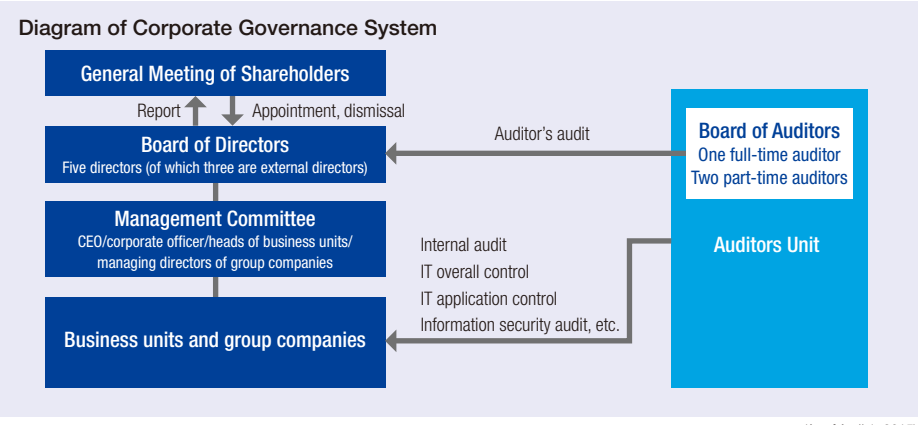 Diagram of Corporate Governance System
General Meeting of Shareholders
Report
Appointment, dismissal
Board of Directors
Five directors (of which three are external directors)
Auditor's audit
Board of Auditors
One full-time auditor
Two part-time auditors
Management Committee
CEO/corporate officer/heads of business units/
managing directors of group companies
Internal audit
IT overall control
IT application control
Information security audit, etc.
Auditors Unit
Business units and group companies